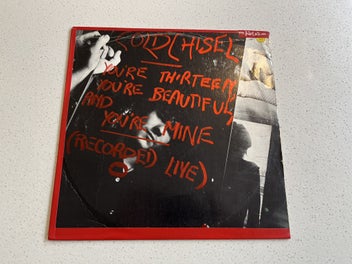 COLD CHISEL
YOU'RE THIRTEEN
YOU'RE BEAUTIFUL,
AND
YOU'RE MINE
(RECORDED LIVE)